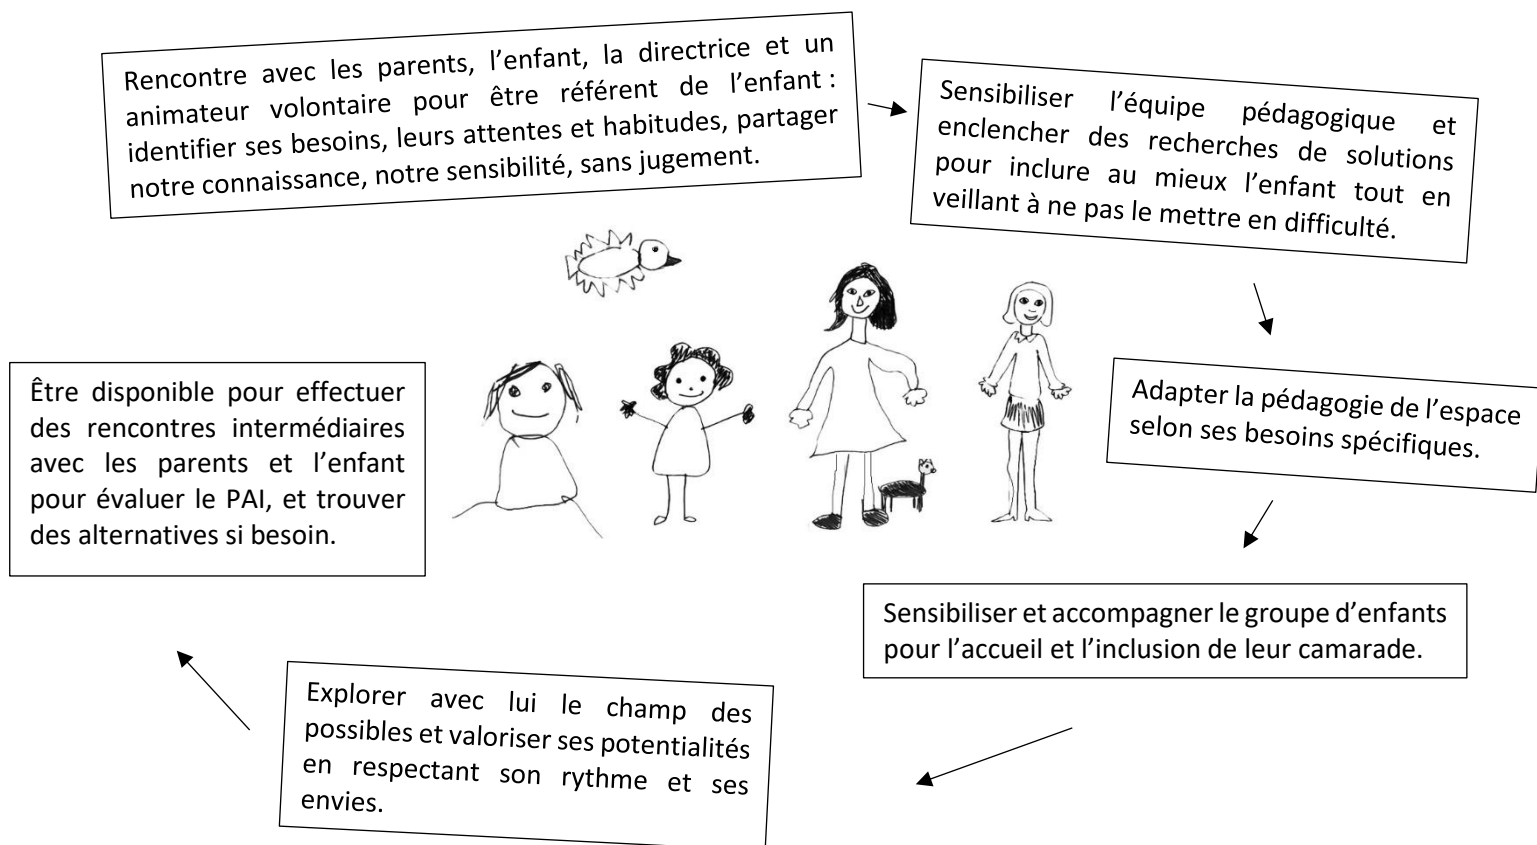 Rencontre avec les parents, l’enfant, la directrice et un
animateur volontaire pour être référent de l’enfant :
identifier ses besoins, leurs attentes et habitudes, partager
notre connaissance, notre sensibilité, sans jugement.
Sensibiliser l’équipe pédagogique et
enclencher des recherches de solutions
pour inclure au mieux l’enfant tout en
veillant à ne pas le mettre en difficulté.
Adapter la pédagogie de l’espace
selon ses besoins spécifiques.
Sensibiliser et accompagner le groupe d’enfants
pour l’accueil et l’inclusion de leur camarade.
Explorer avec lui le champ des
possibles et valoriser ses potentialités
en respectant son rythme et ses
envies.
Être disponible pour effectuer
des rencontres intermédiaires
avec les parents et l’enfant
pour évaluer le PAI, et trouver
des alternatives si besoin.